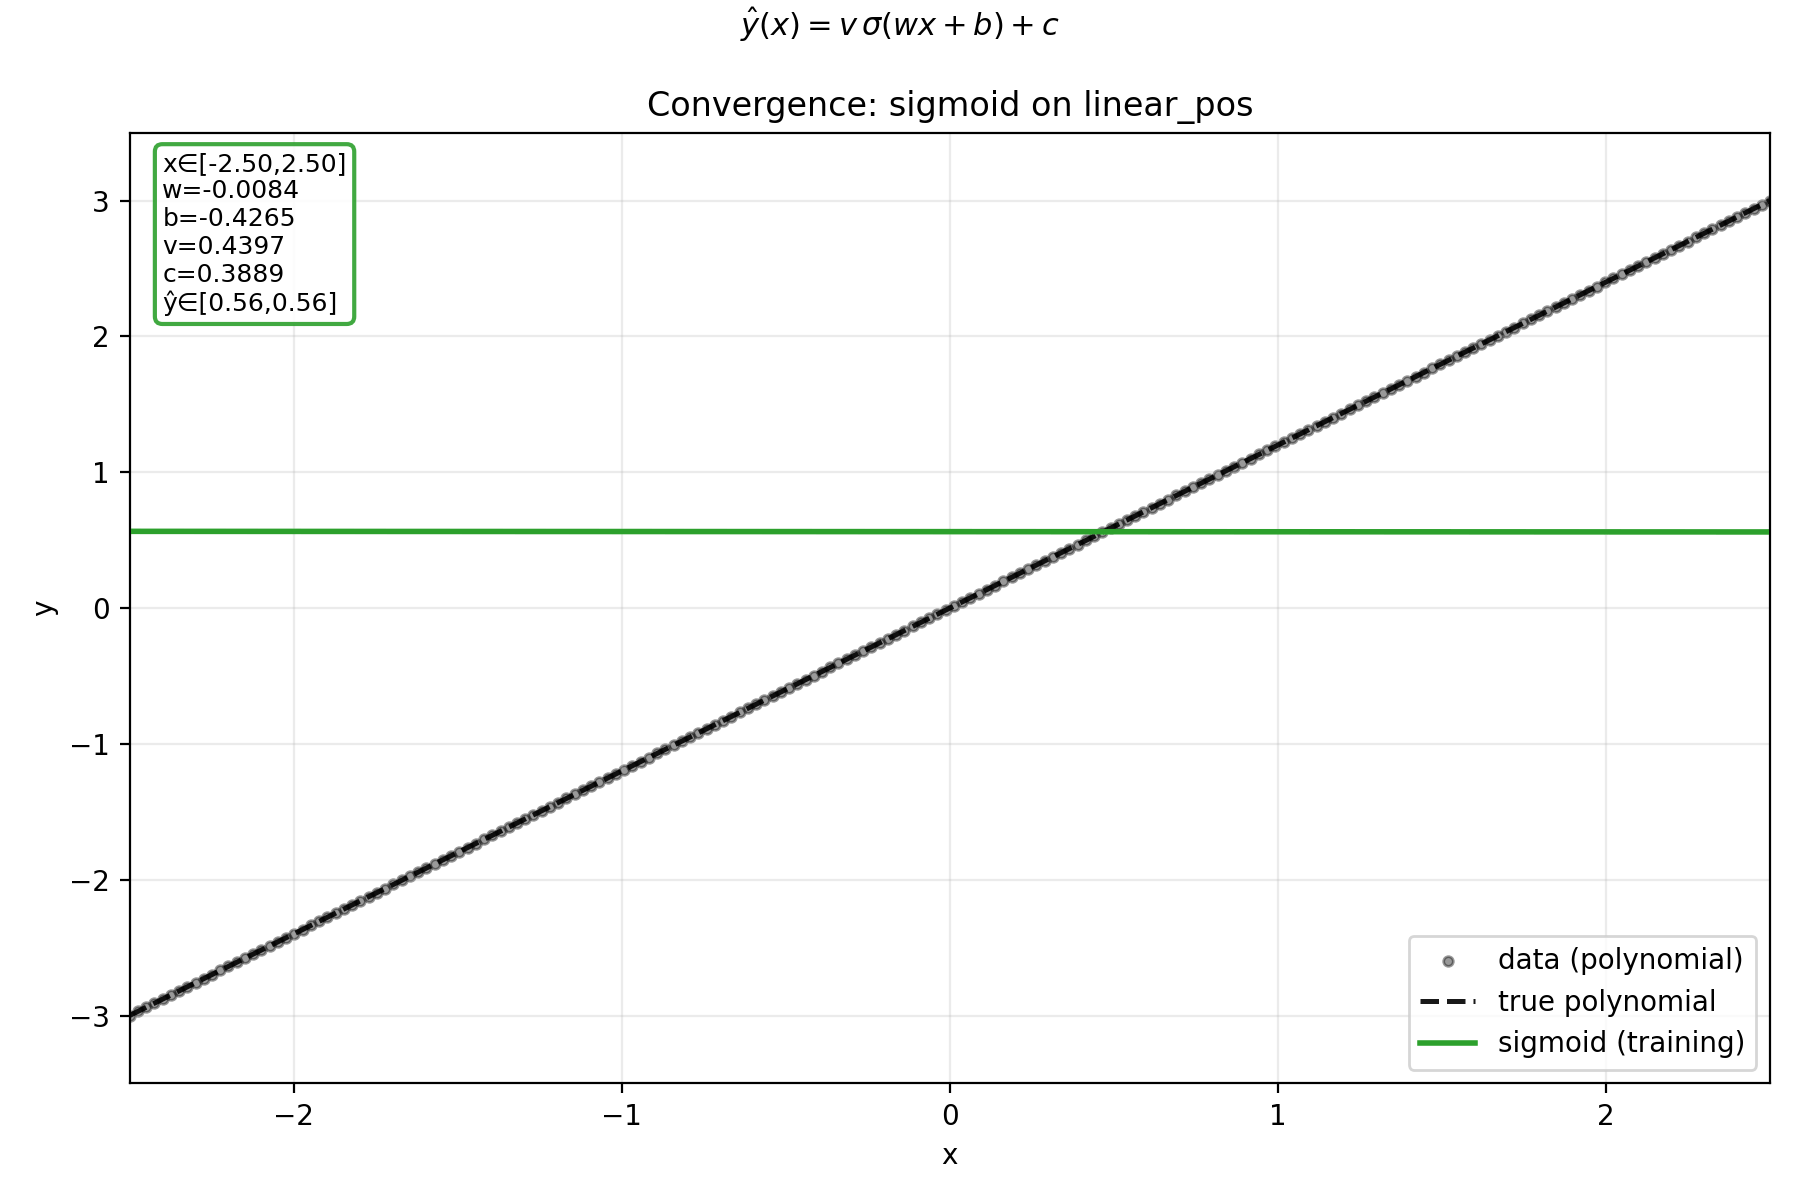 ŷ(x) = v σ(wx + b) + c
Convergence: sigmoid on linear_pos
x∈[-2.50,2.50]
w=-0.0084
b=-0.4265
v=0.4397
c=0.3889
ŷ∈[0.56,0.56]
3
2
1
0
−1
−2
−3
y
data (polynomial)
true polynomial
sigmoid (training)
−2 −1 0 1 2
x